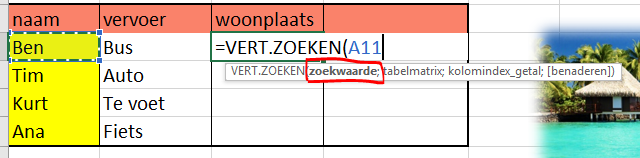 naam vervoer woonplaats
Ben Bus =VERT.ZOEKEN(A11
VERT.ZOEKEN(zoekwaarde; tabelmatrix; kolomindex_getal; [benaderen])
Tim Auto
Kurt Te voet
Ana Fiets